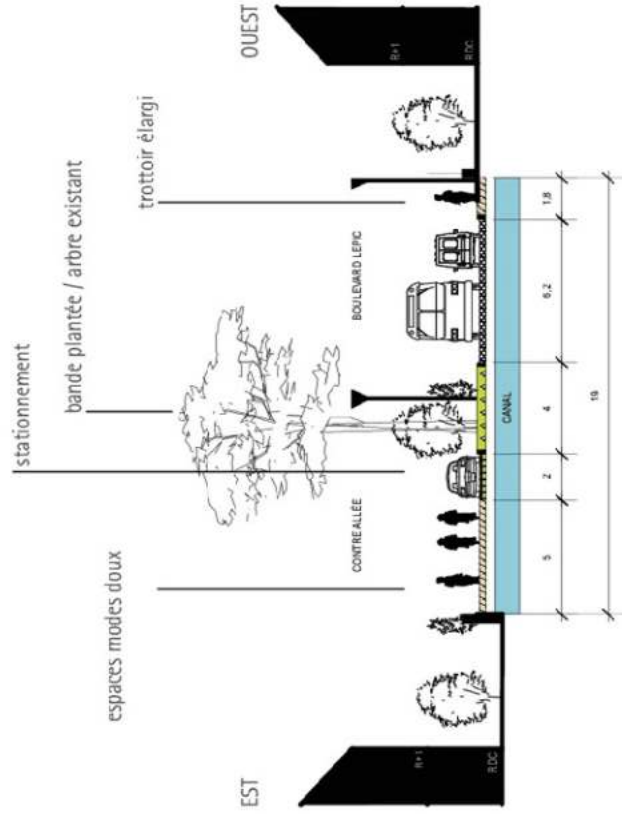 stationnement
bande plantée / arbre existant
espaces modes doux
trottoir élargi
EST
OUEST
CONTRE ALLÉE
BOULEVARD LEPIC
R+1
R+1
RDC
RDC
CANAL
5
2
4
6,2
1,8
19